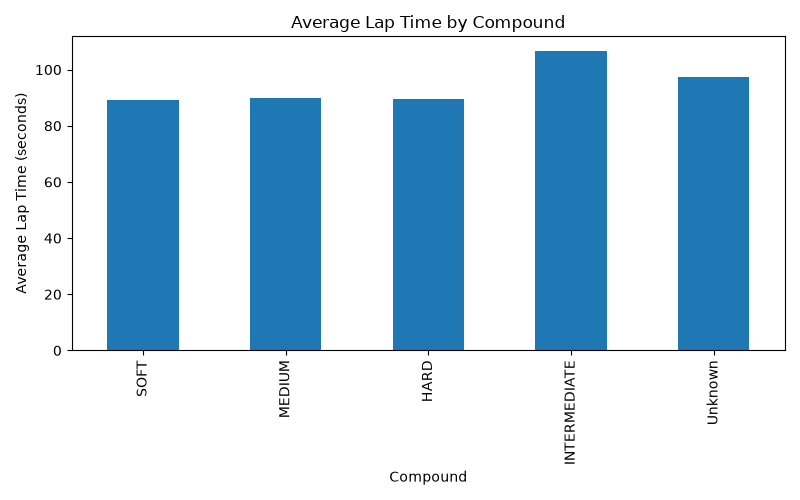 Average Lap Time by Compound
Average Lap Time (seconds)
100
80
60
40
20
0
SOFT
MEDIUM
HARD
INTERMEDIATE
Unknown
Compound